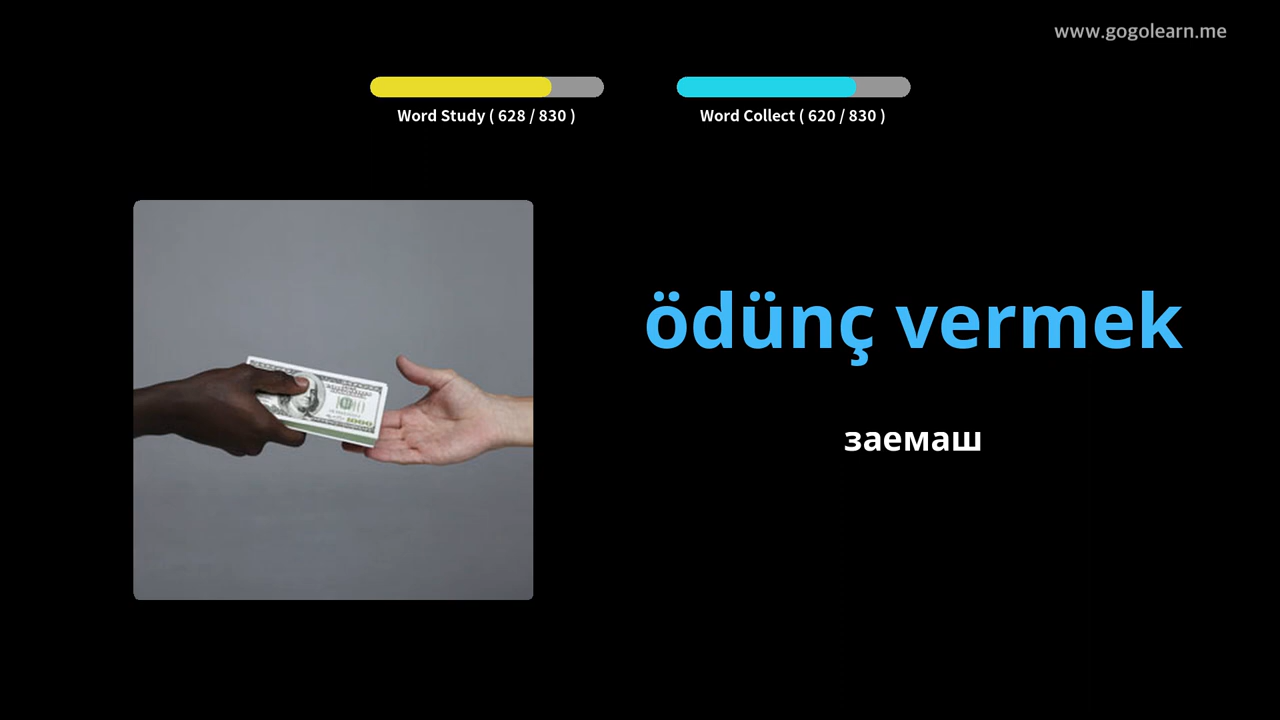 www.gogolearn.me
Word Study ( 628 / 830 )
Word Collect ( 620 / 830 )
ödünç vermek
заемаш